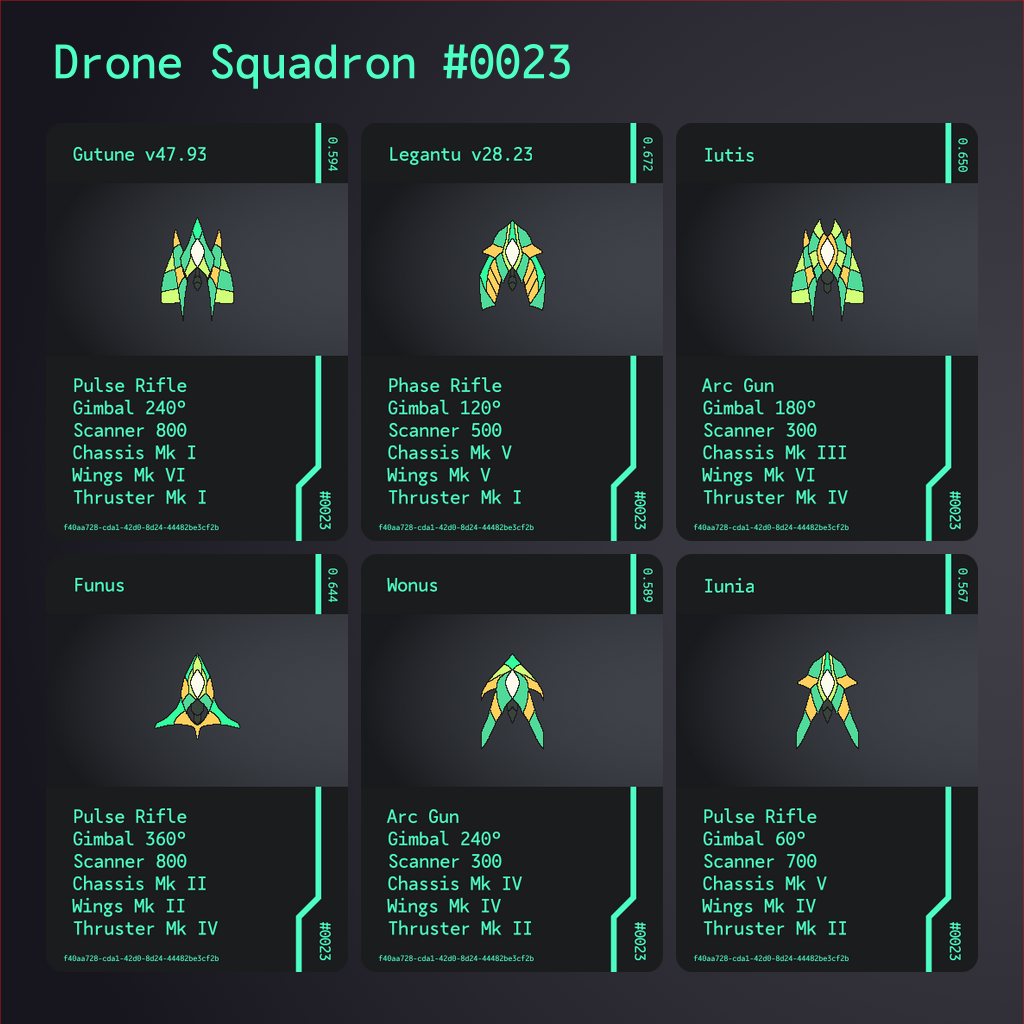 Drone Squadron #0023
Gutune v47.93
0.594
Pulse Rifle
Gimbal 240º
Scanner 800
Chassis Mk I
Wings Mk VI
Thruster Mk I
#0023
f40aa728-cda1-42d0-8d24-44482be3cf2b
Legantu v28.23
0.672
Phase Rifle
Gimbal 120º
Scanner 500
Chassis Mk V
Wings Mk V
Thruster Mk I
#0023
f40aa728-cda1-42d0-8d24-44482be3cf2b
Iutis
0.650
Arc Gun
Gimbal 180º
Scanner 300
Chassis Mk III
Wings Mk VI
Thruster Mk IV
#0023
f40aa728-cda1-42d0-8d24-44482be3cf2b
Funus
0.644
Pulse Rifle
Gimbal 360º
Scanner 800
Chassis Mk II
Wings Mk II
Thruster Mk IV
#0023
f40aa728-cda1-42d0-8d24-44482be3cf2b
Wonus
0.589
Arc Gun
Gimbal 240º
Scanner 300
Chassis Mk IV
Wings Mk IV
Thruster Mk II
#0023
f40aa728-cda1-42d0-8d24-44482be3cf2b
Iunia
0.567
Pulse Rifle
Gimbal 60º
Scanner 700
Chassis Mk V
Wings Mk IV
Thruster Mk II
#0023
f40aa728-cda1-42d0-8d24-44482be3cf2b